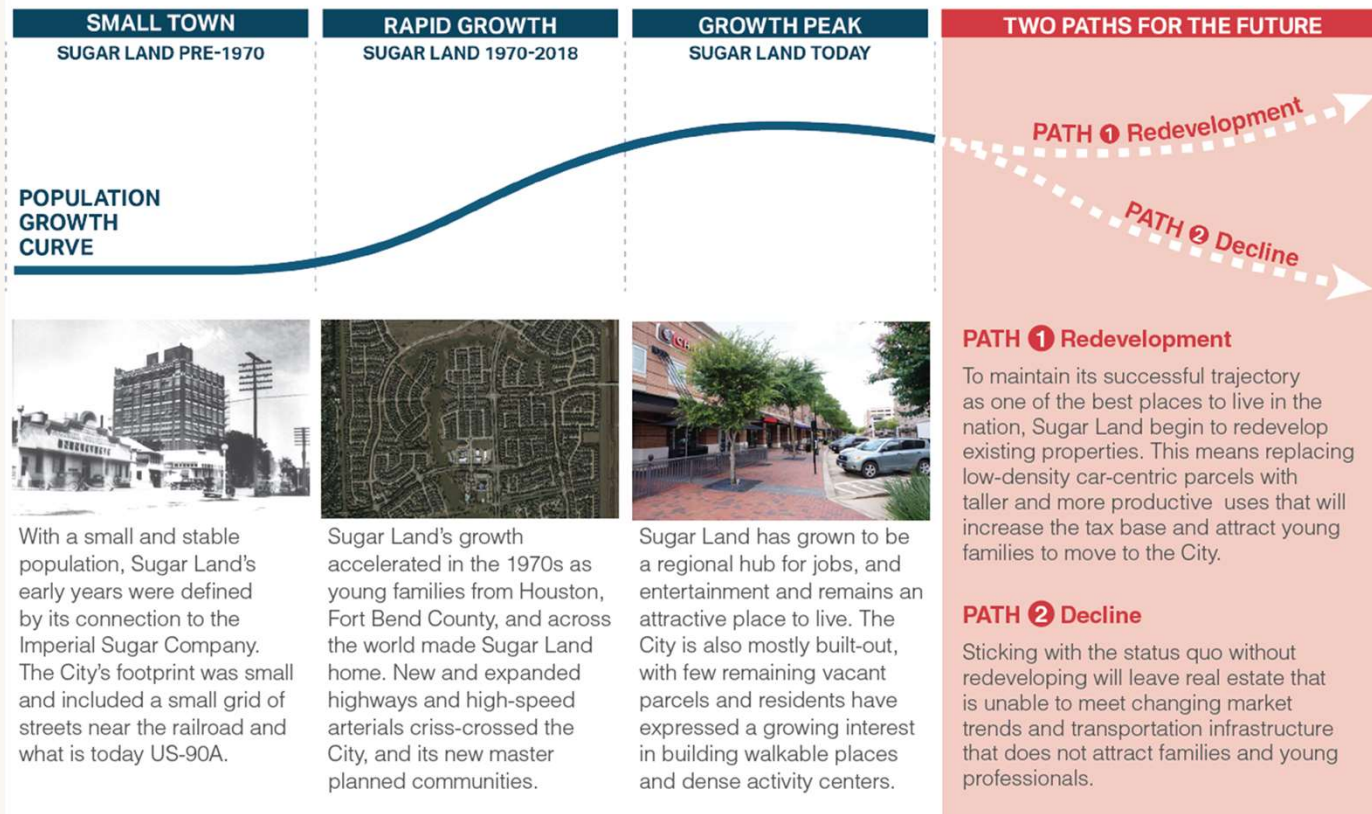 SMALL TOWN
SUGAR LAND PRE-1970
RAPID GROWTH
SUGAR LAND 1970-2018
GROWTH PEAK
SUGAR LAND TODAY
TWO PATHS FOR THE FUTURE
POPULATION
GROWTH
CURVE
PATH 1 Redevelopment
PATH 2 Decline
With a small and stable
population, Sugar Land’s
early years were defined
by its connection to the
Imperial Sugar Company.
The City’s footprint was small
and included a small grid of
streets near the railroad and
what is today US-90A.
Sugar Land’s growth
accelerated in the 1970s as
young families from Houston,
Fort Bend County, and across
the world made Sugar Land
home. New and expanded
highways and high-speed
arterials criss-crossed the
City, and its new master
planned communities.
Sugar Land has grown to be
a regional hub for jobs, and
entertainment and remains an
attractive place to live. The
City is also mostly built-out,
with few remaining vacant
parcels and residents have
expressed a growing interest
in building walkable places
and dense activity centers.
PATH 1 Redevelopment
To maintain its successful trajectory
as one of the best places to live in the
nation, Sugar Land begin to redevelop
existing properties. This means replacing
low-density car-centric parcels with
taller and more productive uses that will
increase the tax base and attract young
families to move to the City.
PATH 2 Decline
Sticking with the status quo without
redeveloping will leave real estate that
is unable to meet changing market
trends and transportation infrastructure
that does not attract families and young
professionals.